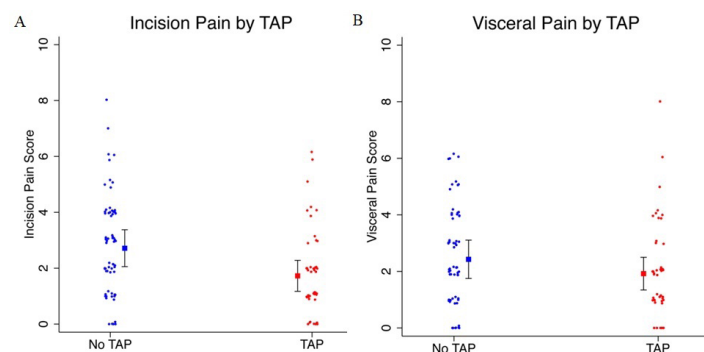 A
Incision Pain by TAP
Incision Pain Score
10
8
6
4
2
0
No TAP
TAP
B
Visceral Pain by TAP
Visceral Pain Score
10
8
6
4
2
0
No TAP
TAP